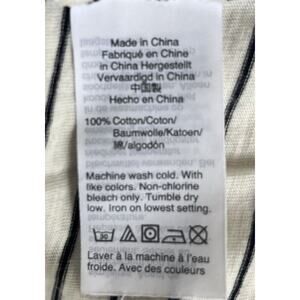 Made in China
Fabriqué en Chine
in China Hergestellt
Vervaardigd in China
中国製
Hecho en China
100% Cotton/Coton/
Baumwolle/Katoen/
綿/algodón
Machine wash cold. With
like colors. Non-chlorine
bleach only. Tumble dry
low. Iron on lowest setting.
30
Laver à la machine à l'eau
froide. Avec des couleurs